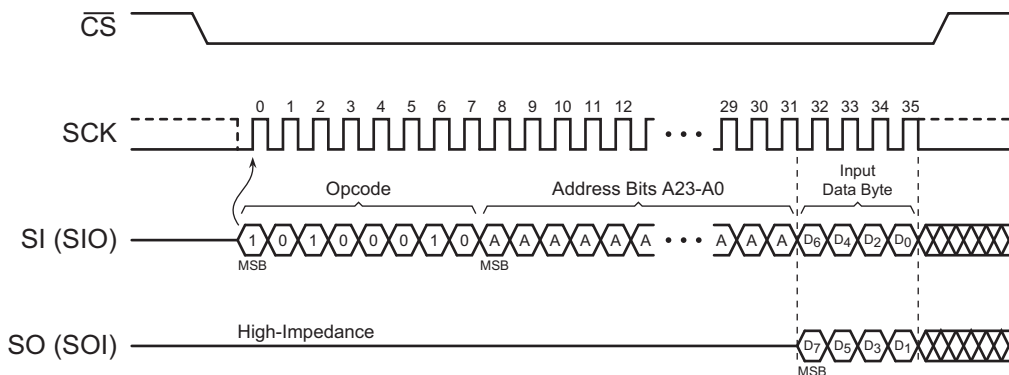 CS
0 1 2 3 4 5 6 7 8 9 10 11 12 29 30 31 32 33 34 35
SCK
Opcode Address Bits A23-A0 Input Data Byte
SI (SIO) 1 0 1 0 0 0 1 0 A A A A A A A A A D6 D4 D2 D0
MSB MSB
High-Impedance
SO (SOI) D7 D5 D3 D1
MSB